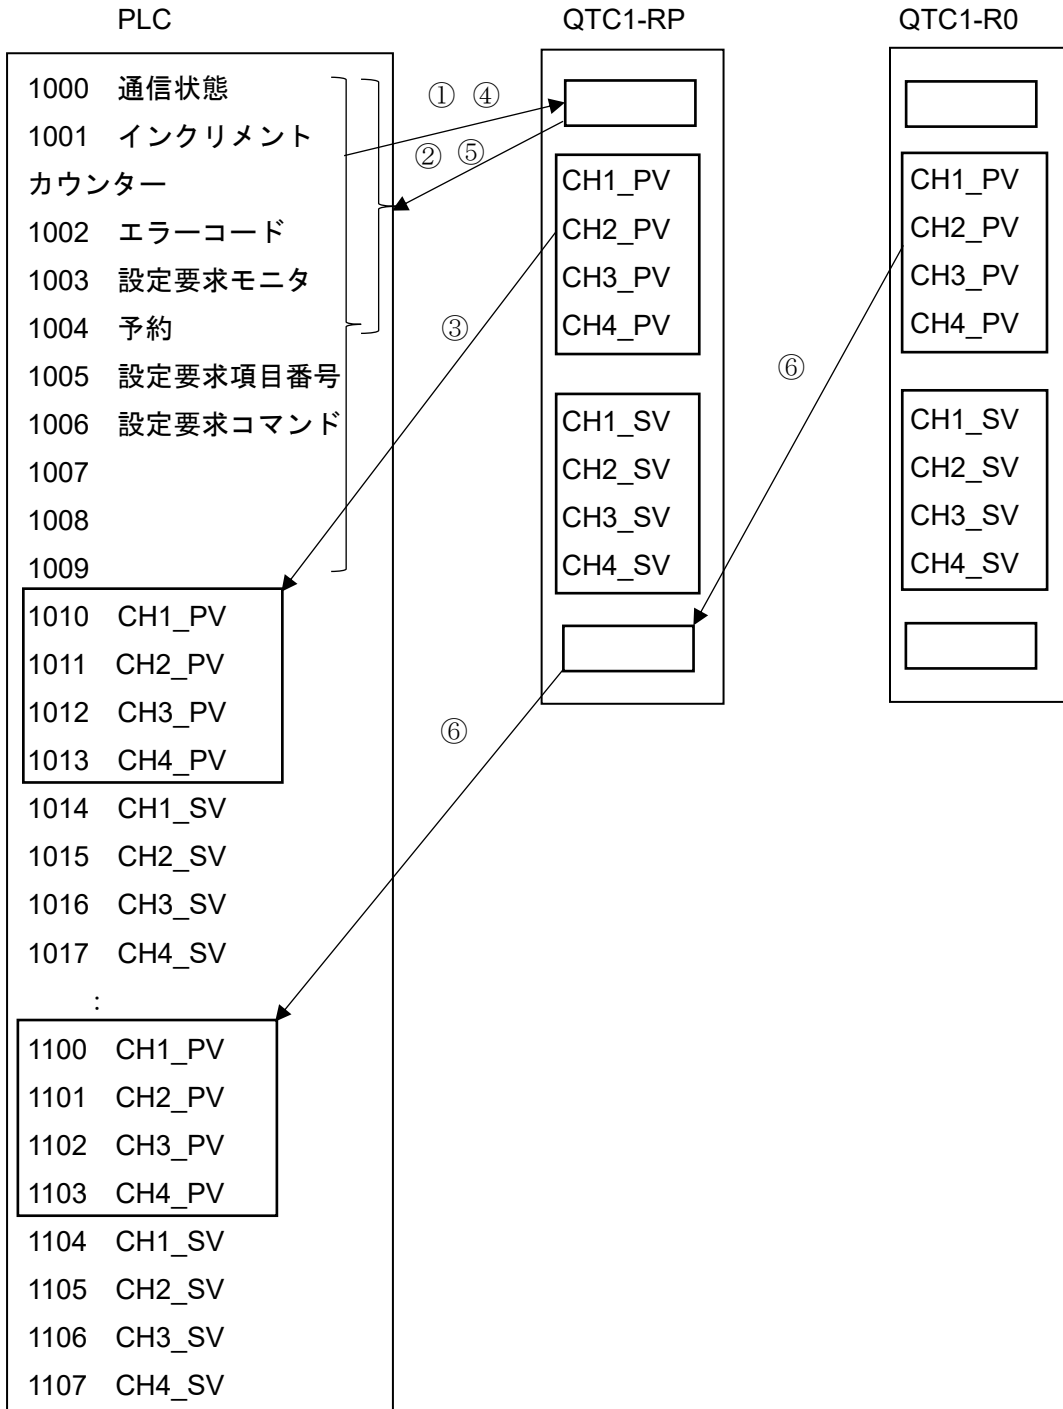 PLC
QTC1-RP
QTC1-R0
1000 通信状態
1001 インクリメント
カウンター
1002 エラーコード
1003 設定要求モニタ
1004 予約
1005 設定要求項目番号
1006 設定要求コマンド
1007
1008
1009
1010 CH1_PV
1011 CH2_PV
1012 CH3_PV
1013 CH4_PV
1014 CH1_SV
1015 CH2_SV
1016 CH3_SV
1017 CH4_SV
:
1100 CH1_PV
1101 CH2_PV
1102 CH3_PV
1103 CH4_PV
1104 CH1_SV
1105 CH2_SV
1106 CH3_SV
1107 CH4_SV
① ④
② ⑤
③
⑥
CH1_PV
CH2_PV
CH3_PV
CH4_PV
CH1_SV
CH2_SV
CH3_SV
CH4_SV
⑥
CH1_PV
CH2_PV
CH3_PV
CH4_PV
CH1_SV
CH2_SV
CH3_SV
CH4_SV